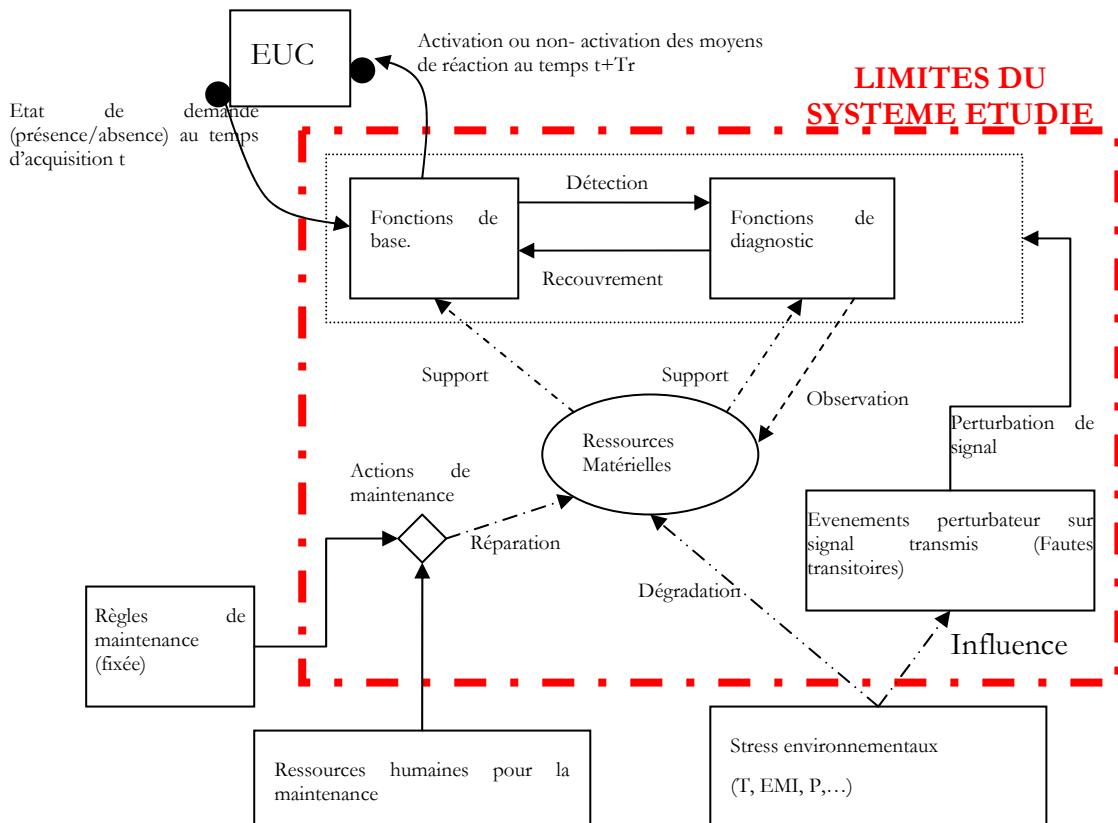 EUC
Activation ou non- activation des moyens
de réaction au temps t+Tr
LIMITES DU
SYSTEME ETUDIE
Etat de demande
(présence/absence) au temps
d'acquisition t
Détection
Fonctions de
base.
Fonctions de
diagnostic
Recouvrement
Support
Support
Observation
Ressources
Matérielles
Perturbation de
signal
Actions de
maintenance
Réparation
Evenements perturbateur sur
signal transmis (Fautes
transitoires)
Dégradation
Règles de
maintenance
(fixée)
Influence
Ressources humaines pour la
maintenance
Stress environnementaux
(T, EMI, P,…)